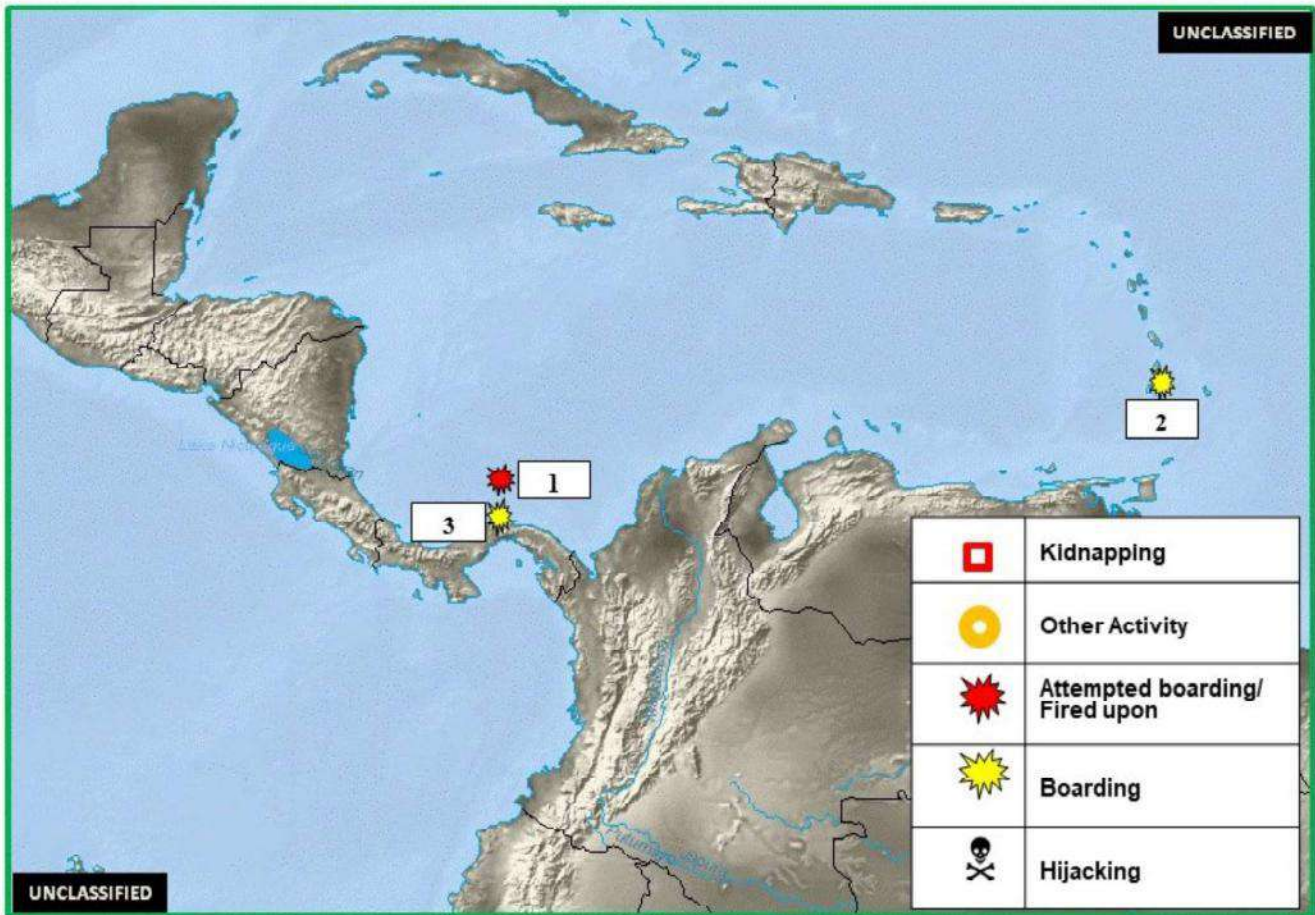 UNCLASSIFIED
2
1
3
Kidnapping
Other Activity
Attempted boarding/
Fired upon
Boarding
Hijacking
UNCLASSIFIED